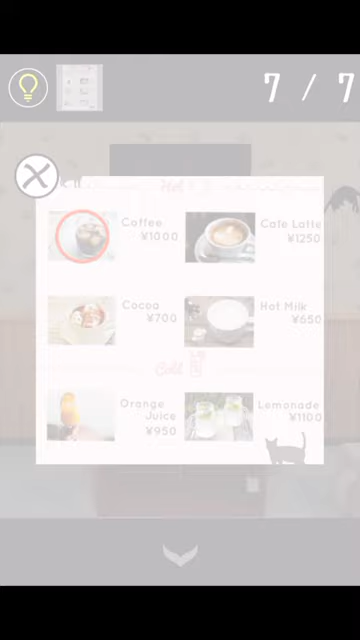 7 / 7
Hot
Coffee
¥1000
Cafe Latte
¥1250
Cocoa
¥700
Hot Milk
¥650
Cold
Orange
Juice
¥950
Lemonade
¥1100